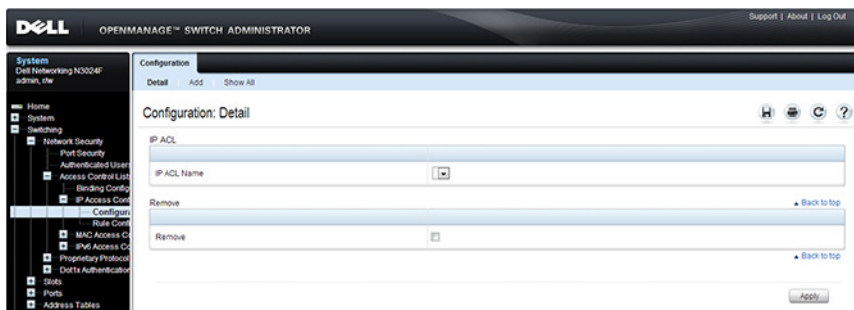 DELL
OPENMANAGE™ SWITCH ADMINISTRATOR
Support | About | Log Out
System
Dell Networking N3024F
admin, r/w
Home
System
Switching
Network Security
Port Security
Authenticated Users
Access Control List
Binding Config
IP Access Cont
Configura
Rule Conf
MAC Access C
IPv6 Access Co
Proprietary Protocol
Dot1x Authentication
Slots
Ports
Address Tables
Configuration
Detail Add Show All
Configuration: Detail
IP ACL
IP ACL Name
Remove
Back to top
Remove
Back to top
Apply